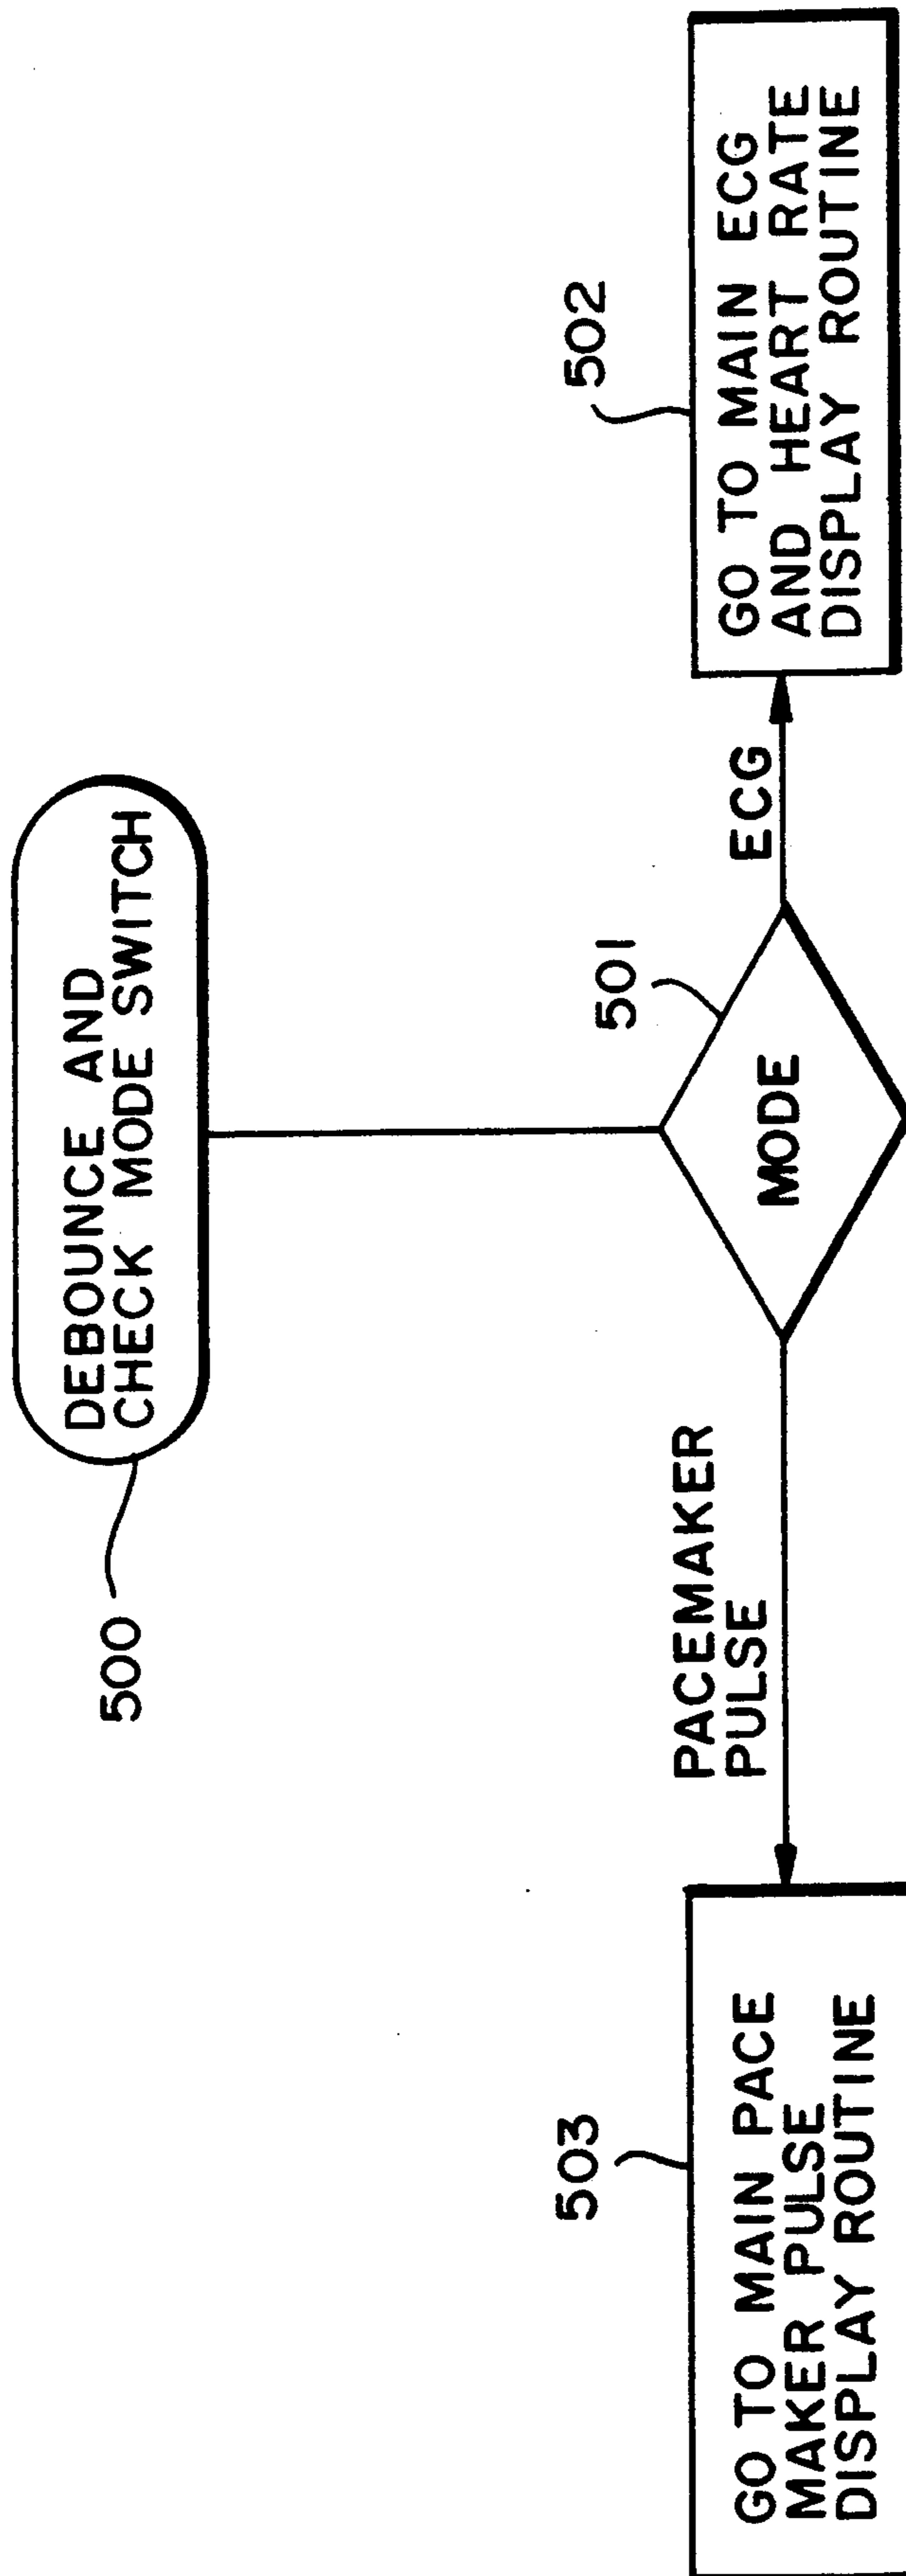 DEBOUNCE AND
CHECK MODE SWITCH
500
501
MODE
PACEMAKER
PULSE
ECG
503
GO TO MAIN PACE
MAKER PULSE
DISPLAY ROUTINE
502
GO TO MAIN ECG
AND HEART RATE
DISPLAY ROUTINE